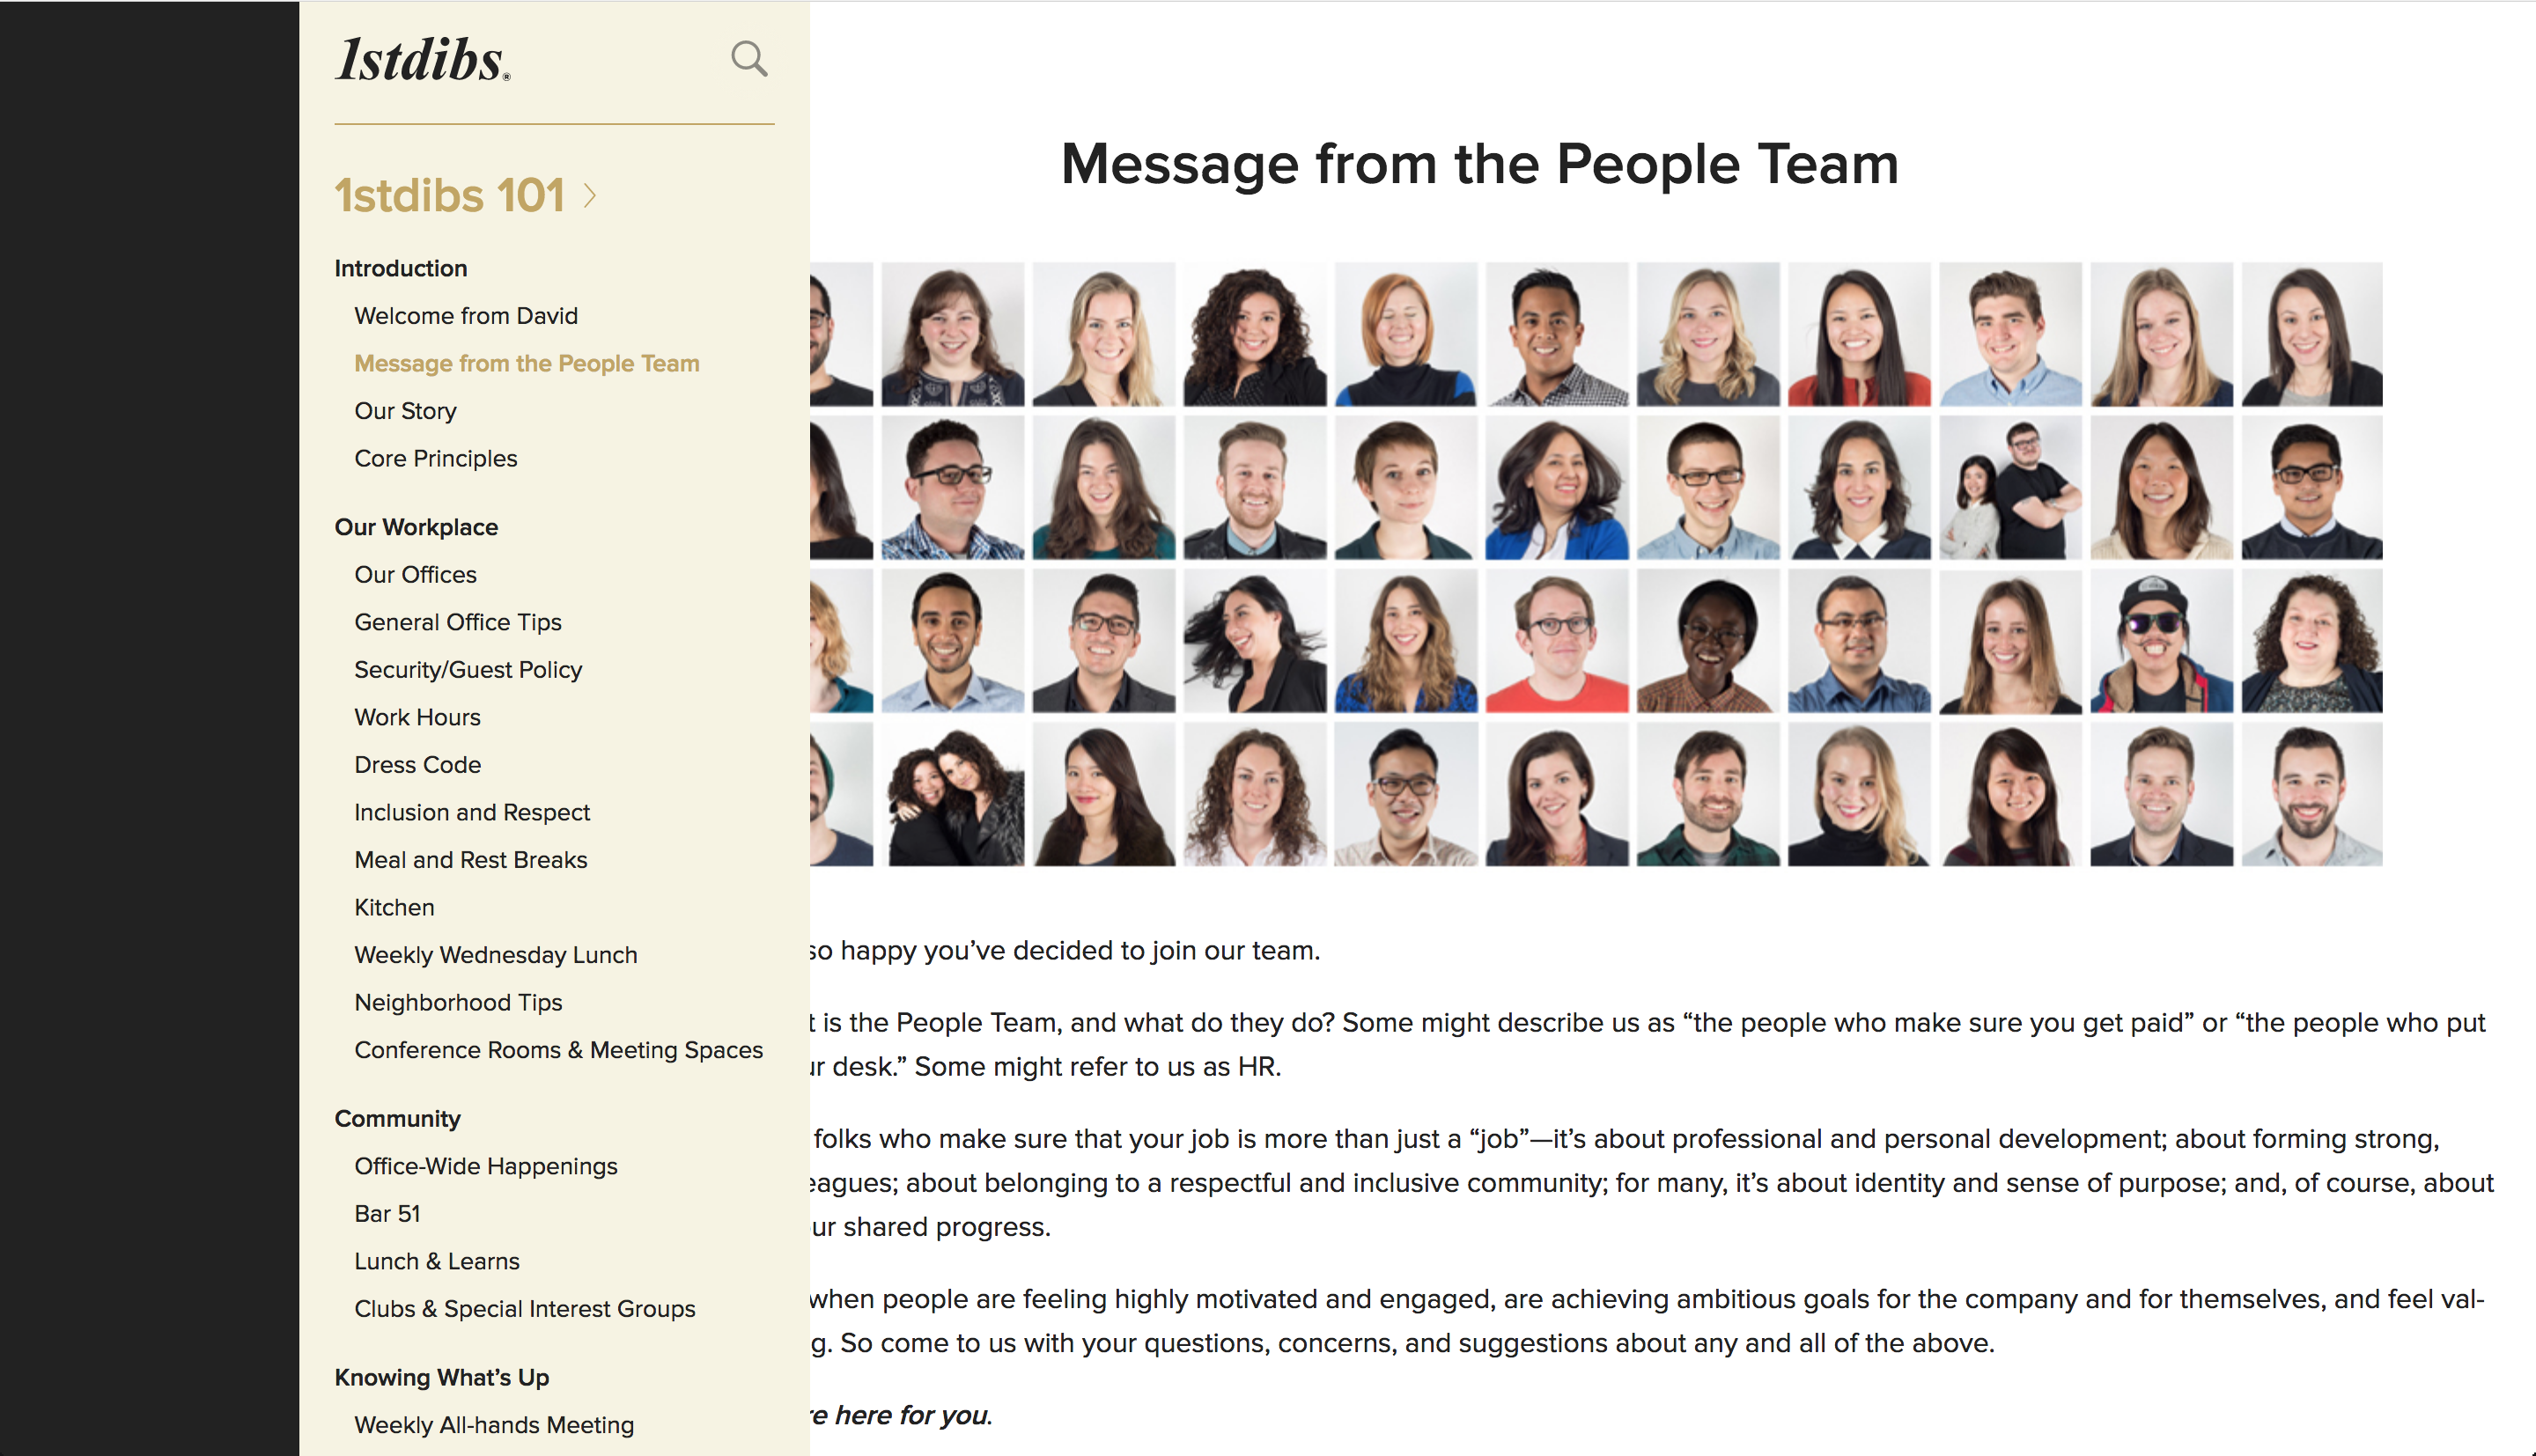 1stdibs®
1stdibs 101
Introduction
Welcome from David
Message from the People Team
Our Story
Core Principles
Our Workplace
Our Offices
General Office Tips
Security/Guest Policy
Work Hours
Dress Code
Inclusion and Respect
Meal and Rest Breaks
Kitchen
Weekly Wednesday Lunch
Neighborhood Tips
Conference Rooms & Meeting Spaces
Community
Office-Wide Happenings
Bar 51
Lunch & Learns
Clubs & Special Interest Groups
Knowing What’s Up
Weekly All-hands Meeting
Message from the People Team
so happy you’ve decided to join our team.
is the People Team, and what do they do? Some might describe us as “the people who make sure you get paid” or “the people who put
desk.” Some might refer to us as HR.
folks who make sure that your job is more than just a “job”—it’s about professional and personal development; about forming strong,
eagues; about belonging to a respectful and inclusive community; for many, it’s about identity and sense of purpose; and, of course, about
ur shared progress.
when people are feeling highly motivated and engaged, are achieving ambitious goals for the company and for themselves, and feel val-
g. So come to us with your questions, concerns, and suggestions about any and all of the above.
re here for you.